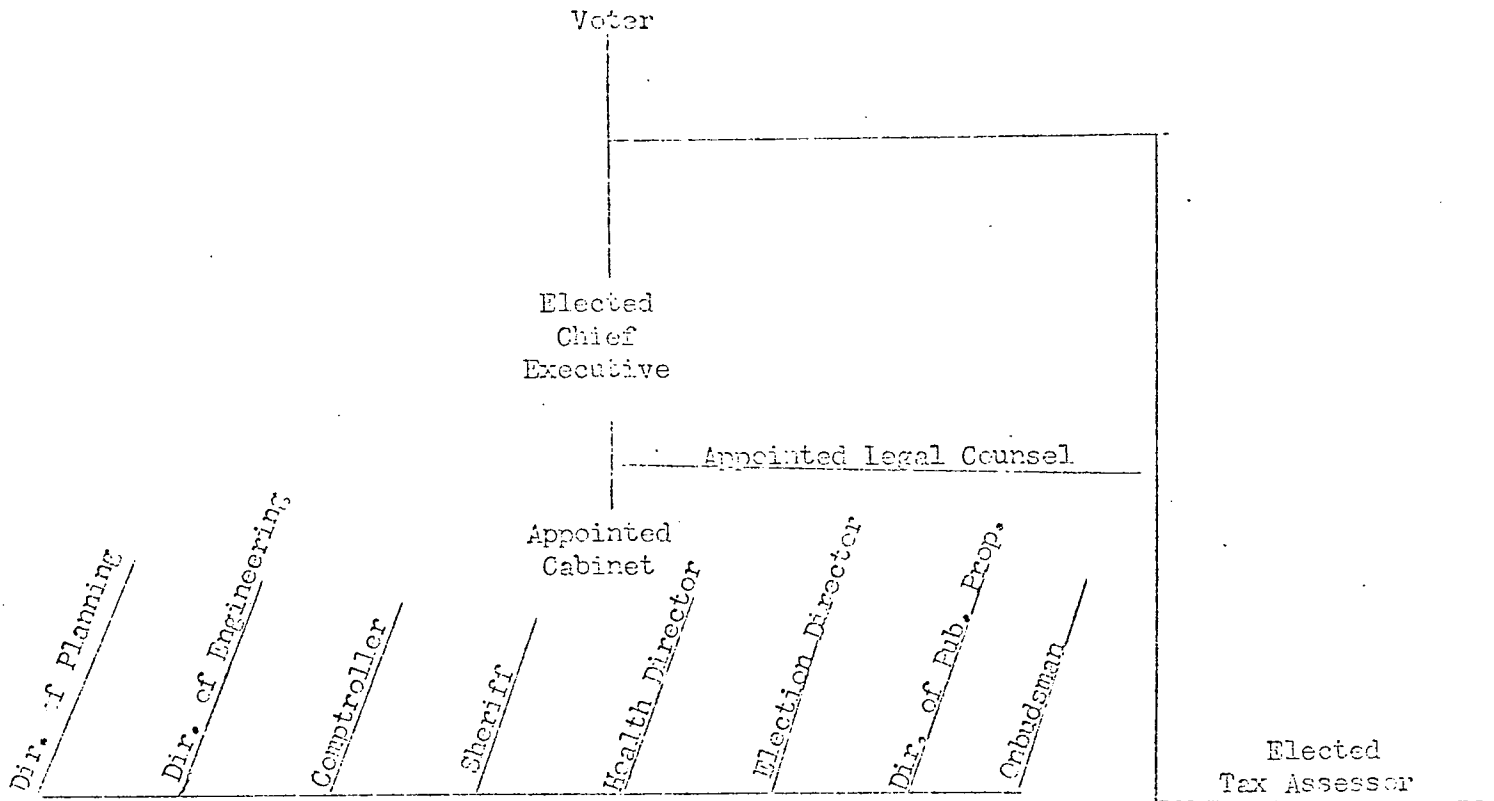 Voter
Elected
Chief
Executive
Appointed Legal Counsel
Appointed
Cabinet
Dir. of Planning
Dir. of Engineering
Comptroller
Sheriff
Health Director
Election Director
Dir. of Pub. Prop.
Ombudsman
Elected
Tax Assessor